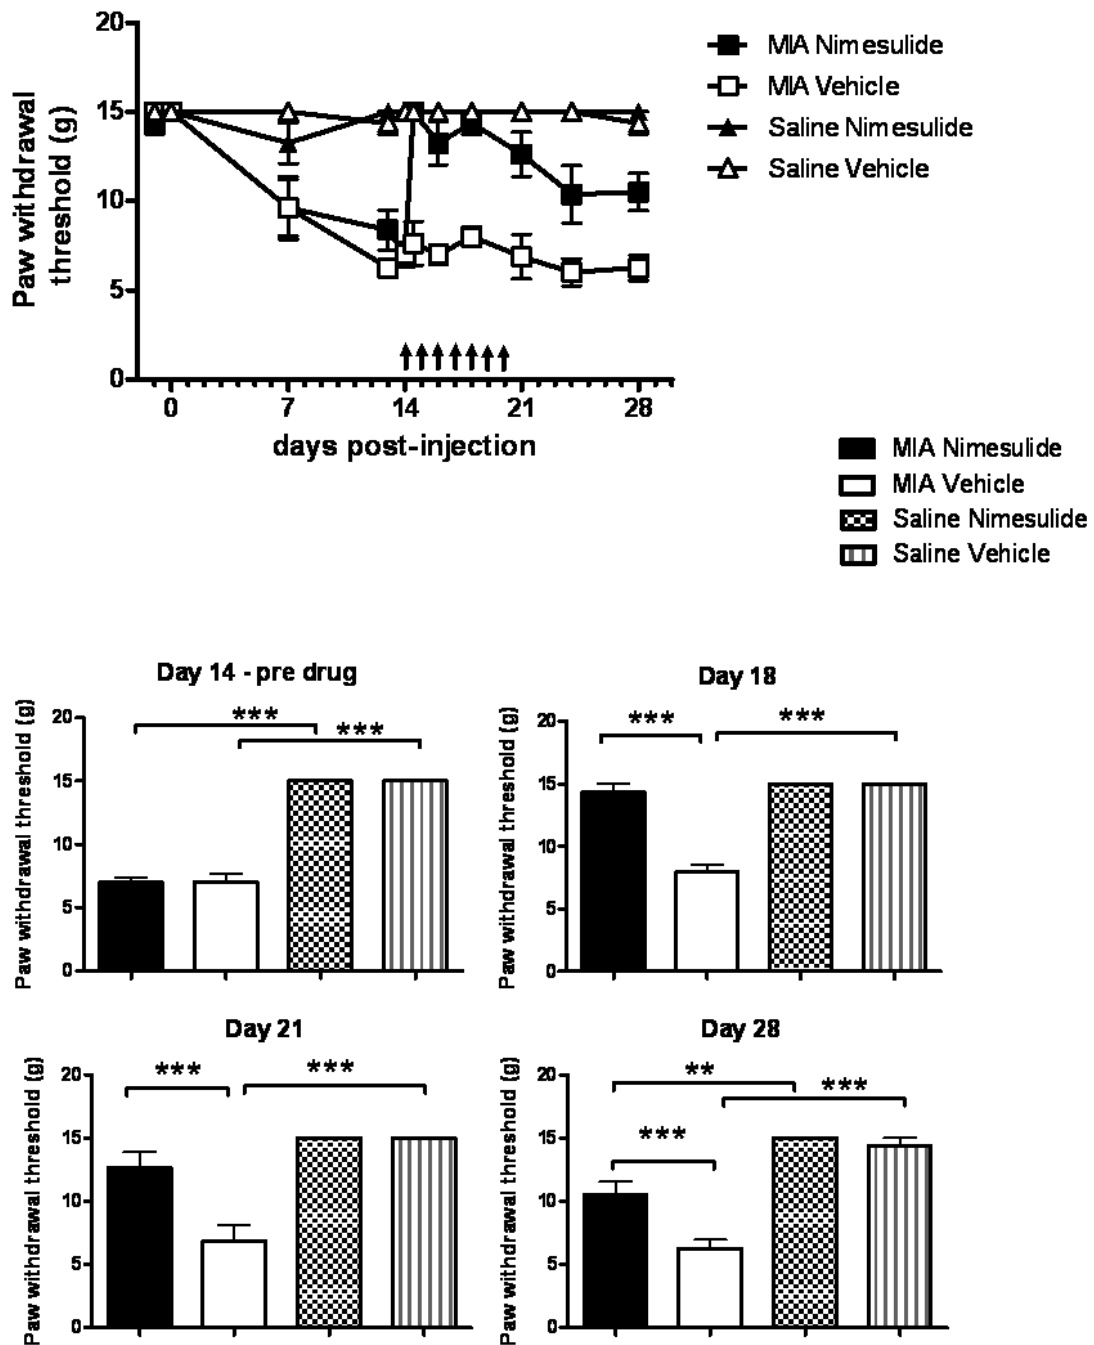 20
15
10
5
0
Paw withdrawal
threshold (g)
0 7 14 21 28
days post-injection
MIA Nimesulide
MIA Vehicle
Saline Nimesulide
Saline Vehicle
MIA Nimesulide
MIA Vehicle
Saline Nimesulide
Saline Vehicle
Day 14 - pre drug
Paw withdrawal threshold (g)
20
15
10
5
0
***
***
Day 18
Paw withdrawal threshold (g)
20
15
10
5
0
***
***
Day 21
Paw withdrawal threshold (g)
20
15
10
5
0
***
***
Day 28
Paw withdrawal threshold (g)
20
15
10
5
0
**
***
***